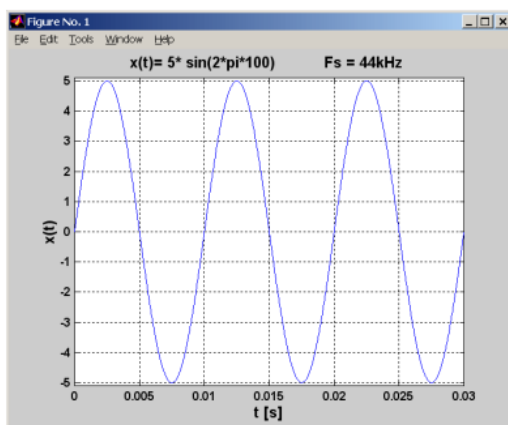 Figure No. 1
File Edit Tools Window Help
x(t)= 5* sin(2*pi*100) Fs = 44kHz
5
4
3
2
1
0
-1
-2
-3
-4
-5
x(t)
0 0.005 0.01 0.015 0.02 0.025 0.03
t [s]